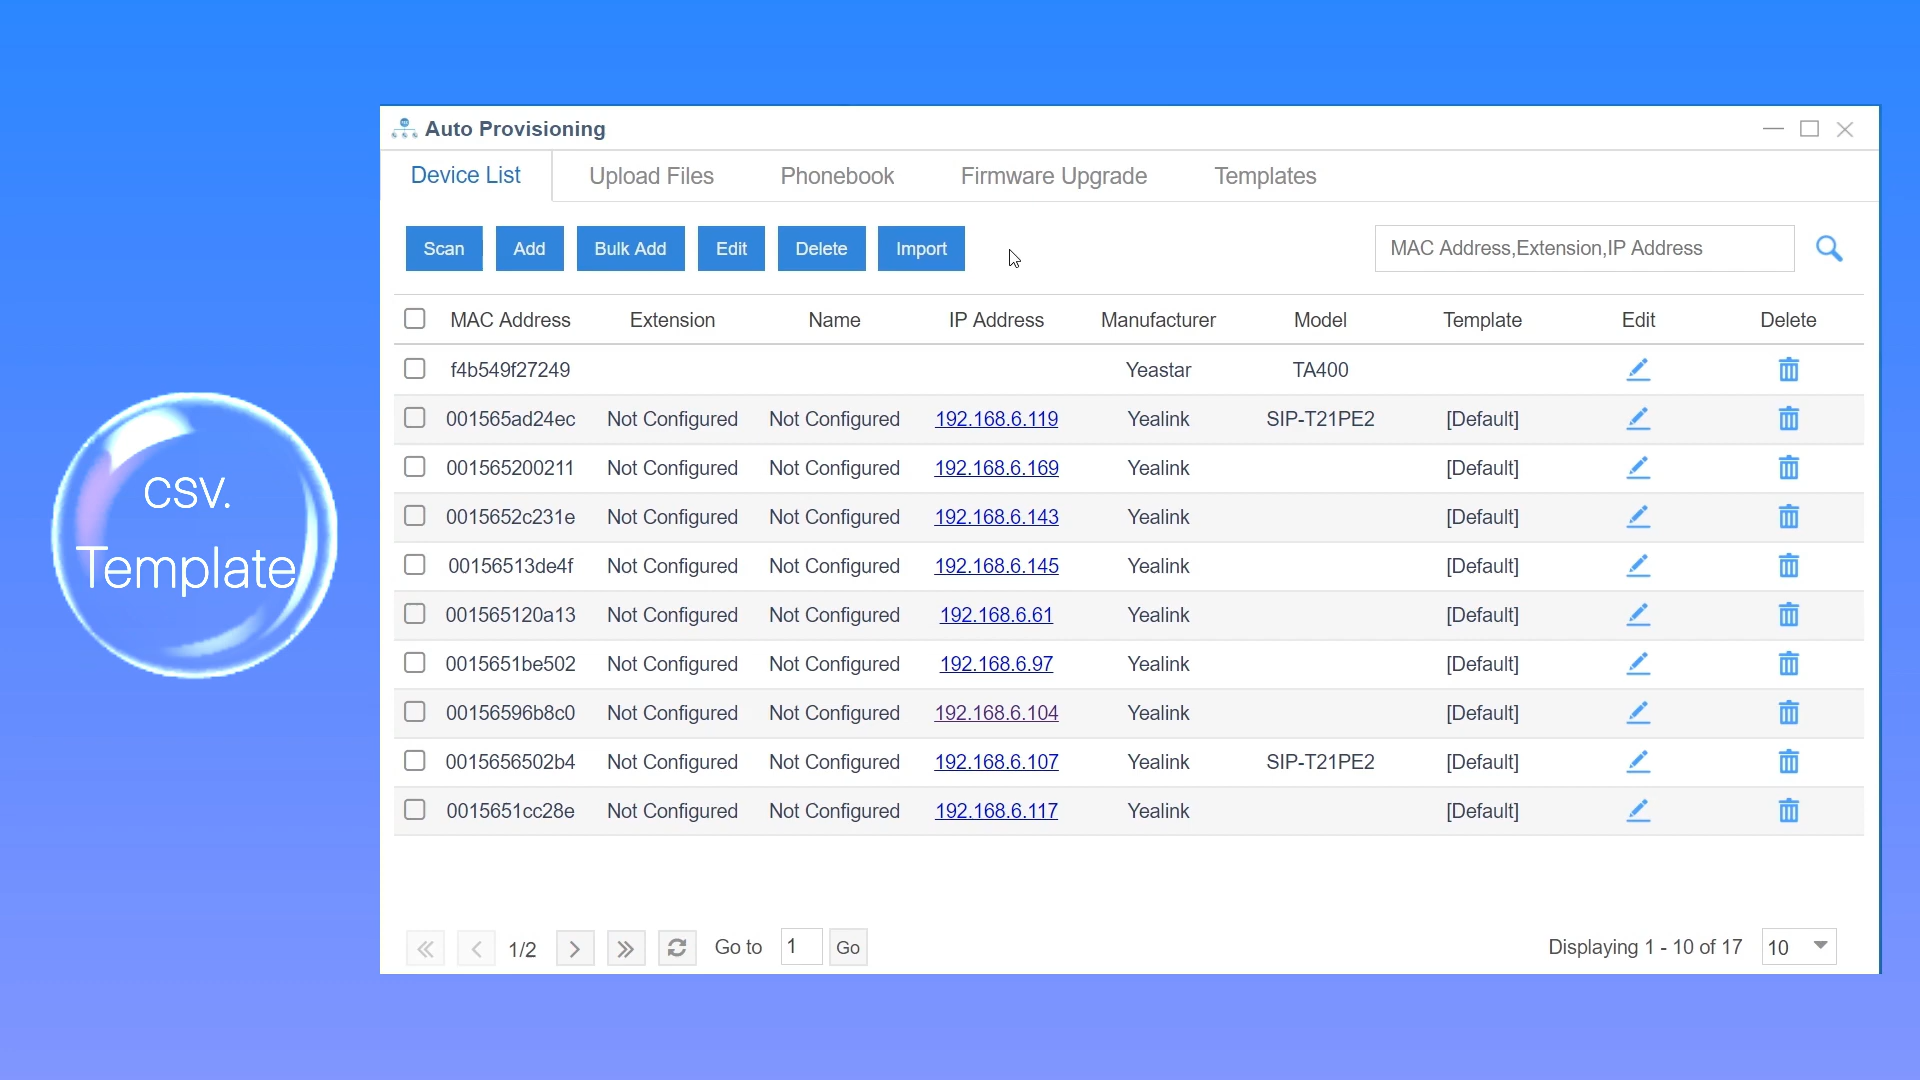 Auto Provisioning
Device List Upload Files Phonebook Firmware Upgrade Templates
Scan Add Bulk Add Edit Delete Import MAC Address,Extension,IP Address
MAC Address Extension Name IP Address Manufacturer Model Template Edit Delete
f4b549f27249 Yeastar TA400
001565ad24ec Not Configured Not Configured 192.168.6.119 Yealink SIP-T21PE2 [Default]
001565200211 Not Configured Not Configured 192.168.6.169 Yealink [Default]
0015652c231e Not Configured Not Configured 192.168.6.143 Yealink [Default]
00156513de4f Not Configured Not Configured 192.168.6.145 Yealink [Default]
001565120a13 Not Configured Not Configured 192.168.6.61 Yealink [Default]
0015651be502 Not Configured Not Configured 192.168.6.97 Yealink [Default]
00156596b8c0 Not Configured Not Configured 192.168.6.104 Yealink [Default]
0015656502b4 Not Configured Not Configured 192.168.6.107 Yealink SIP-T21PE2 [Default]
0015651cc28e Not Configured Not Configured 192.168.6.117 Yealink [Default]
1/2 Go to 1 Go Displaying 1 - 10 of 17 10
csv.
Template